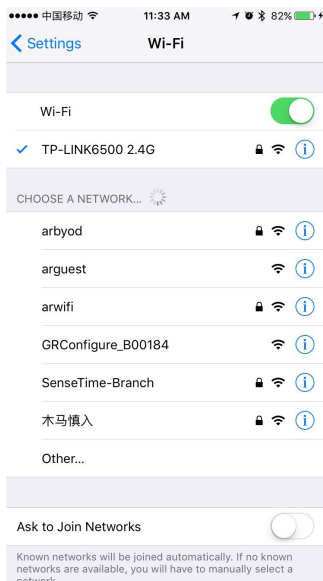 中国移动 11:33 AM 82%
Settings Wi-Fi
Wi-Fi
TP-LINK6500 2.4G
CHOOSE A NETWORK...
arbyod
arguest
arwifi
GRConfigure_B00184
SenseTime-Branch
木马慎入
Other...
Ask to Join Networks
Known networks will be joined automatically. If no known
networks are available, you will have to manually select a
network.